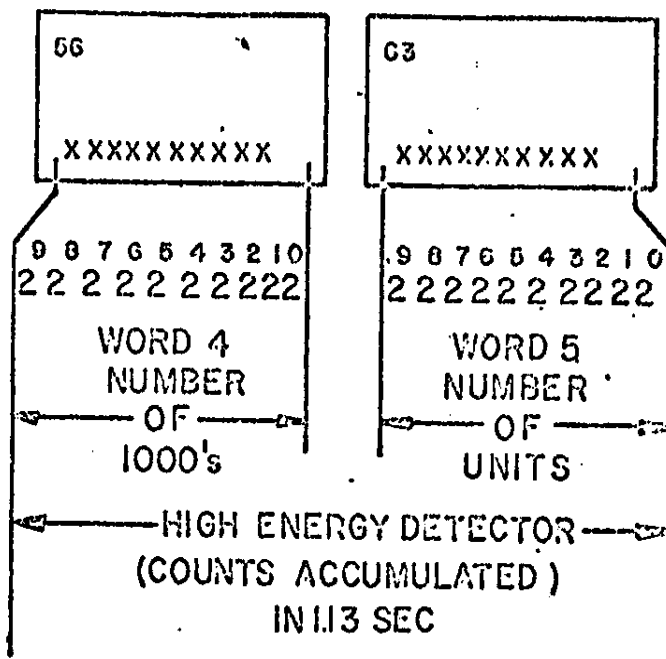 56 C3
XXXXXXXXXX XXXXXXXXXX
9 8 7 6 5 4 3 2 1 0 9 8 7 6 5 4 3 2 1 0
2 2 2 2 2 2 2 2 2 2 2 2 2 2 2 2 2 2 2 2
WORD 4 WORD 5
NUMBER NUMBER
OF OF
1000's UNITS
HIGH ENERGY DETECTOR
(COUNTS ACCUMULATED)
IN 1.13 SEC